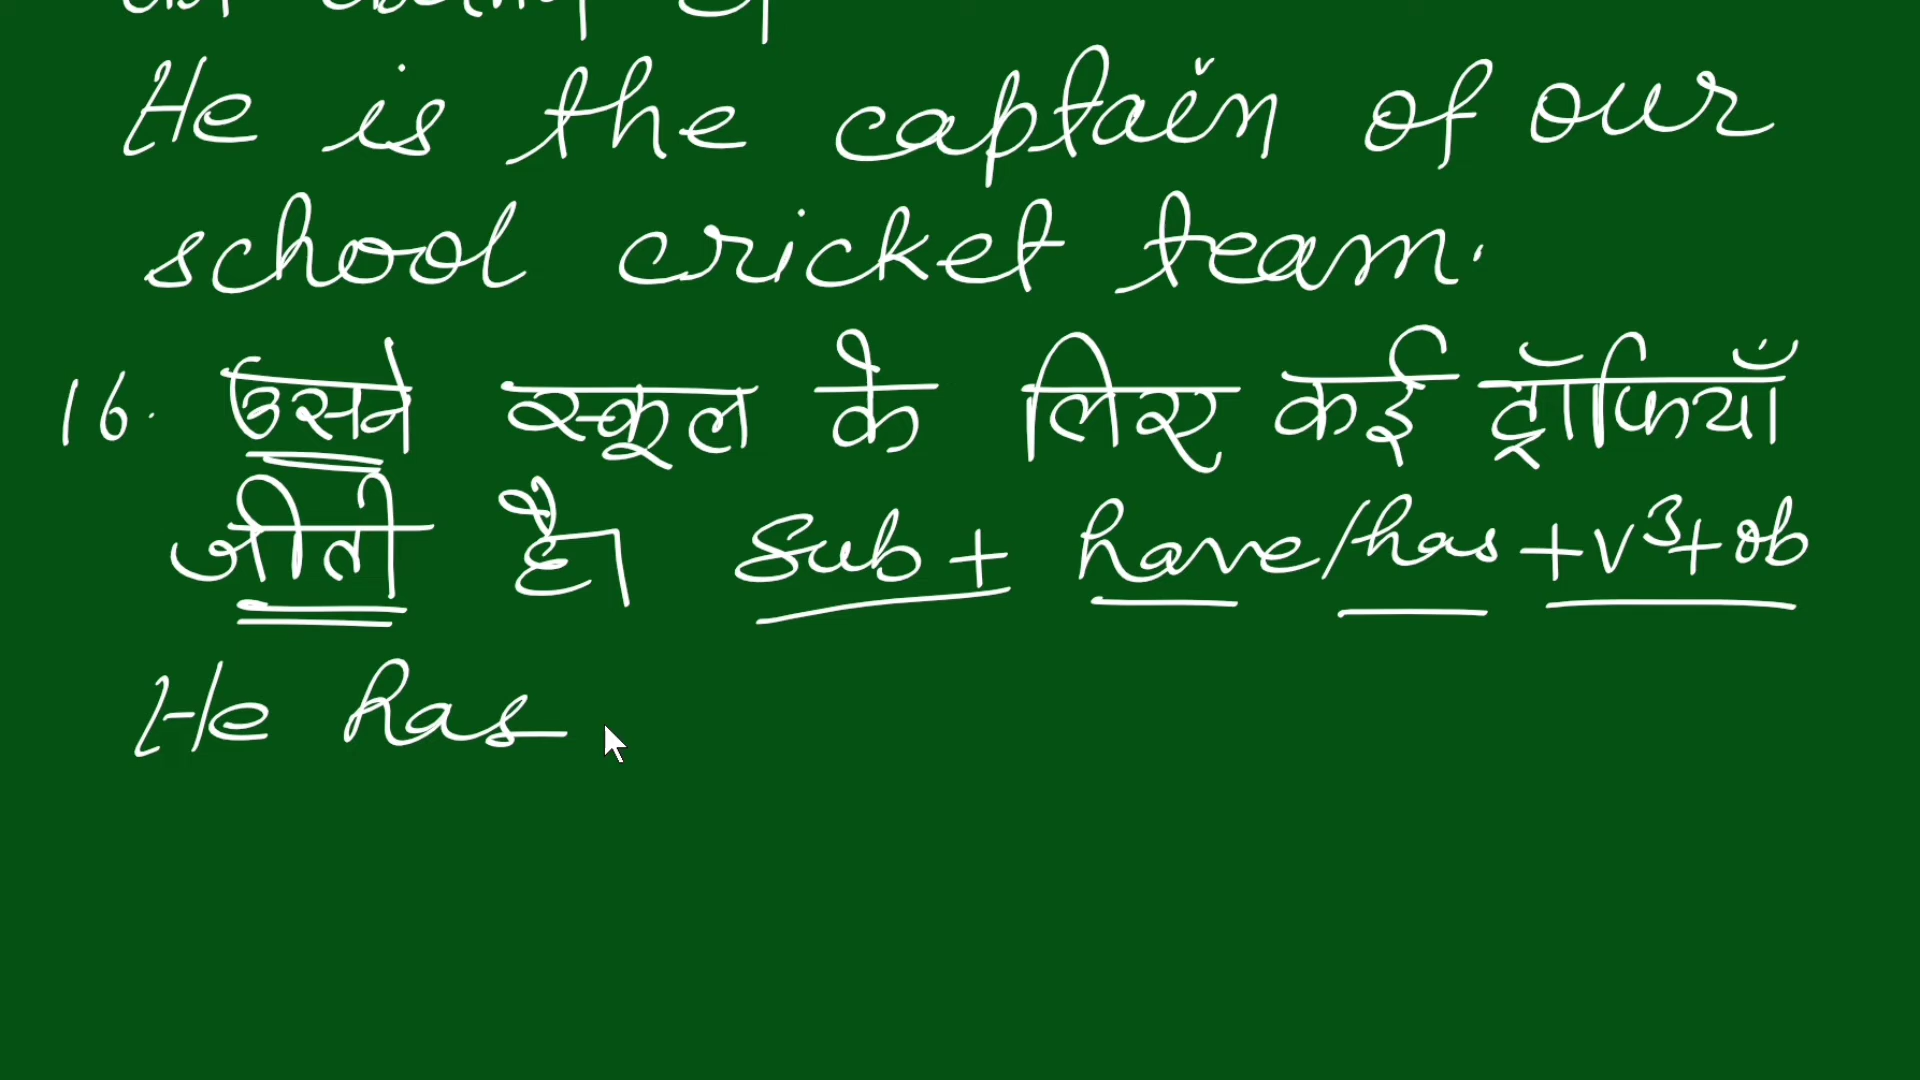 He is the captain of our
school cricket team.
16. उसने स्कूल के लिए कई ट्रॉफियाँ
जीती है। Sub + have/has + v³ + ob
He has